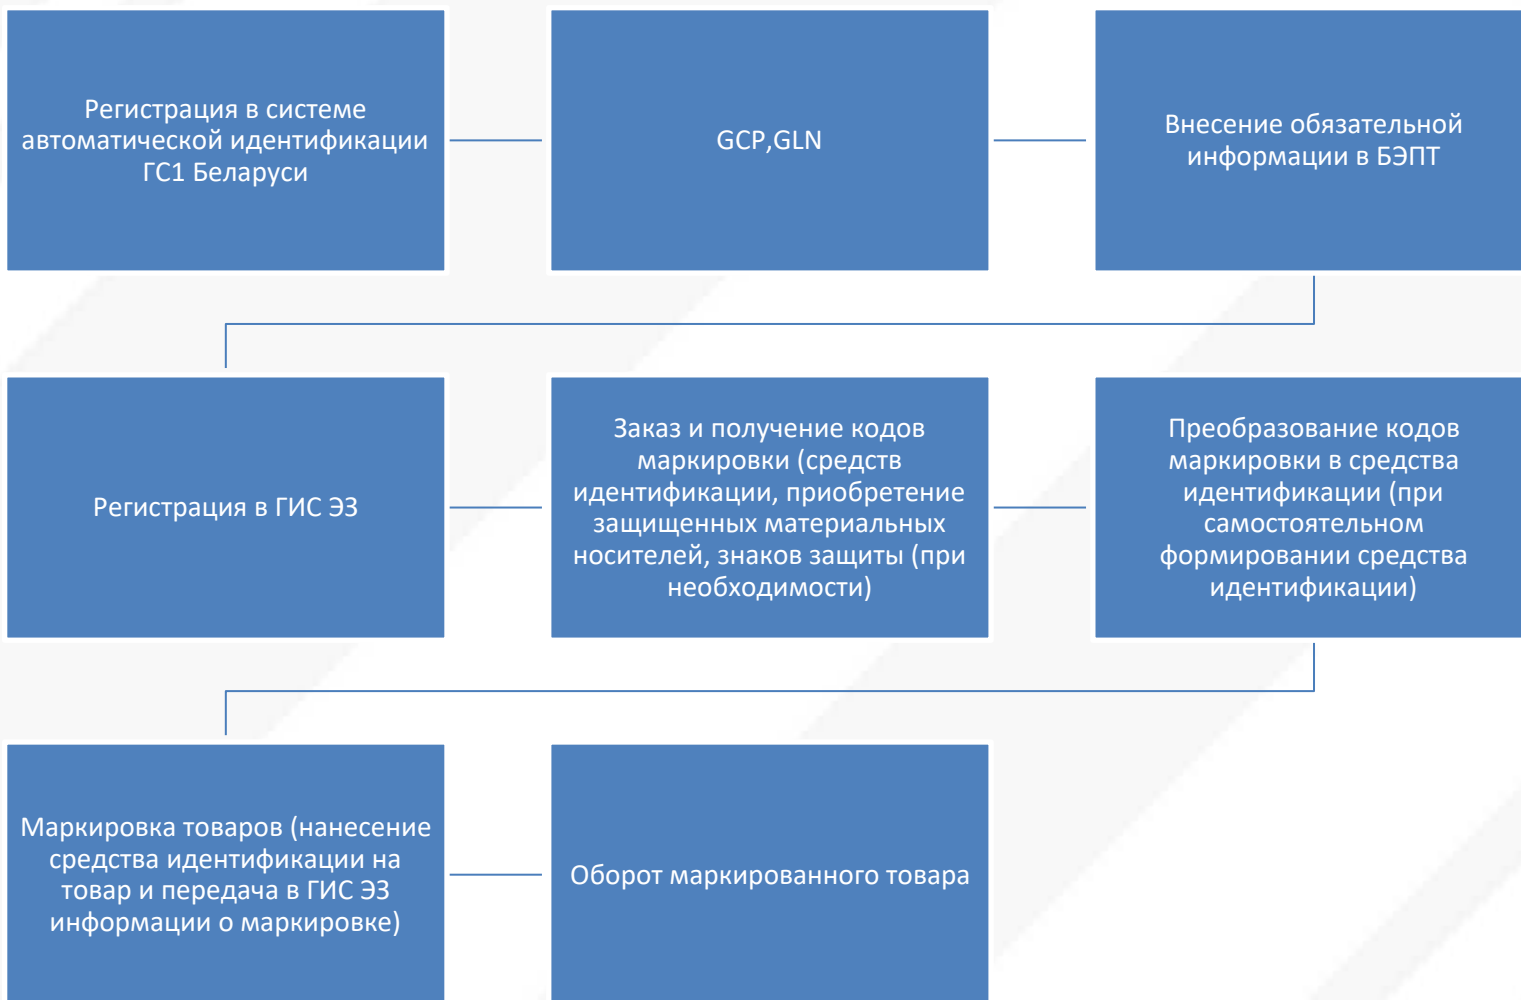 Регистрация в системе
автоматической идентификации
ГС1 Беларуси
GCP,GLN
Внесение обязательной
информации в БЭПТ
Регистрация в ГИС ЭЗ
Заказ и получение кодов
маркировки (средств
идентификации, приобретение
защищенных материальных
носителей, знаков защиты (при
необходимости)
Преобразование кодов
маркировки в средства
идентификации (при
самостоятельном
формировании средства
идентификации)
Маркировка товаров (нанесение
средства идентификации на
товар и передача в ГИС ЭЗ
информации о маркировке)
Оборот маркированного товара